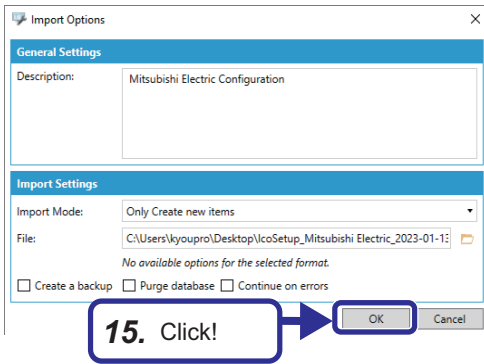 Import Options
General Settings
Description:
Mitsubishi Electric Configuration
Import Settings
Import Mode:
Only Create new items
File:
C:\Users\kyoupro\Desktop\IcoSetup_Mitsubishi Electric_2023-01-13
No available options for the selected format.
Create a backup Purge database Continue on errors
OK Cancel
15. Click!